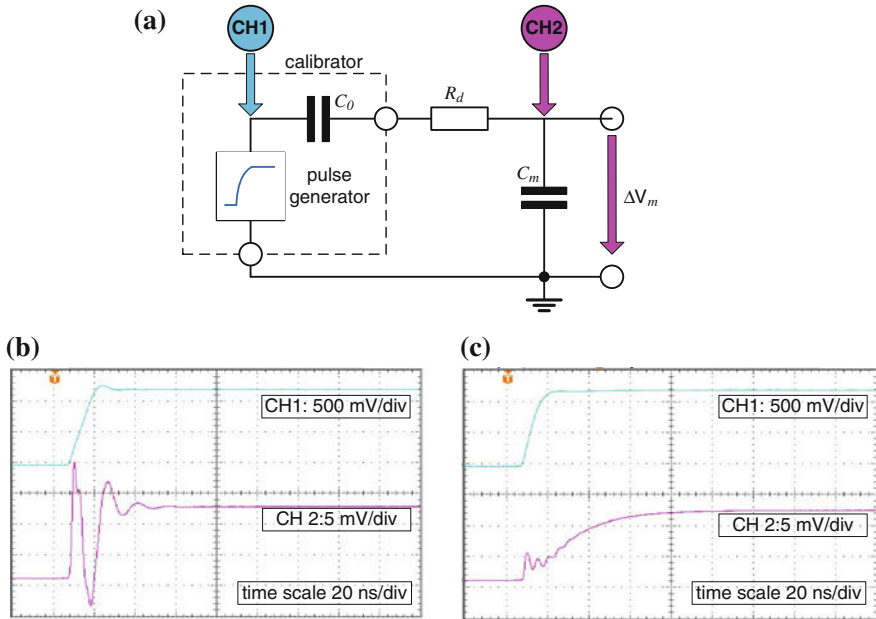 (a)
CH1
CH2
calibrator
C0
Rd
pulse
generator
Cm
ΔVm
(b)
(c)
T
T
CH1: 500 mV/div
CH1: 500 mV/div
CH 2:5 mV/div
CH 2:5 mV/div
time scale 20 ns/div
time scale 20 ns/div